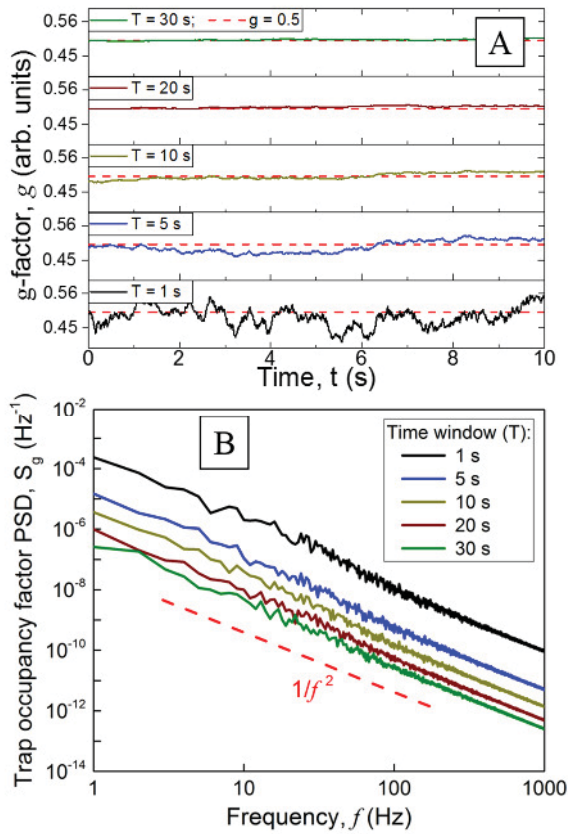 T = 30 s; g = 0.5
A
0.56
0.45
T = 20 s
0.56
0.45
T = 10 s
0.56
0.45
T = 5 s
0.56
0.45
T = 1 s
0.56
0.45
g-factor, g (arb. units)
0 2 4 6 8 10
Time, t (s)
B
Time window (T):
1 s
5 s
10 s
20 s
30 s
1/f²
10⁻²
10⁻⁴
10⁻⁶
10⁻⁸
10⁻¹⁰
10⁻¹²
10⁻¹⁴
Trap occupancy factor PSD, S_g (Hz⁻¹)
1 10 100 1000
Frequency, f (Hz)